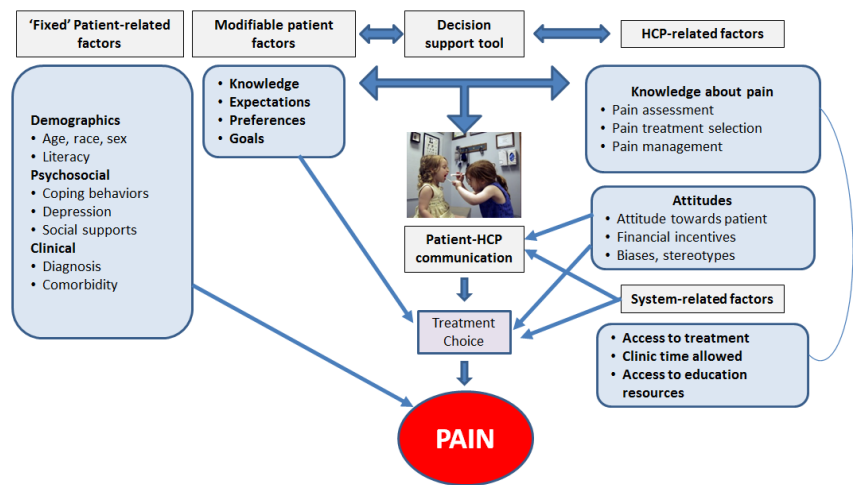 ‘Fixed’ Patient-related
factors
Demographics
• Age, race, sex
• Literacy
Psychosocial
• Coping behaviors
• Depression
• Social supports
Clinical
• Diagnosis
• Comorbidity
Modifiable patient
factors
• Knowledge
• Expectations
• Preferences
• Goals
Decision
support tool
Patient-HCP
communication
Treatment
Choice
PAIN
HCP-related factors
Knowledge about pain
• Pain assessment
• Pain treatment selection
• Pain management
Attitudes
• Attitude towards patient
• Financial incentives
• Biases, stereotypes
System-related factors
• Access to treatment
• Clinic time allowed
• Access to education
resources